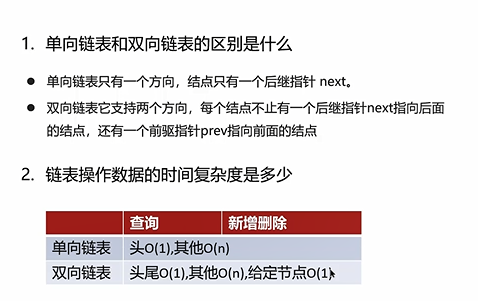 1. 单向链表和双向链表的区别是什么
● 单向链表只有一个方向，结点只有一个后继指针 next。
● 双向链表它支持两个方向，每个结点不止有一个后继指针next指向后面
的结点，还有一个前驱指针prev指向前面的结点
2. 链表操作数据的时间复杂度是多少
查询 新增删除
单向链表 头O(1),其他O(n)
双向链表 头尾O(1),其他O(n),给定节点O(1)